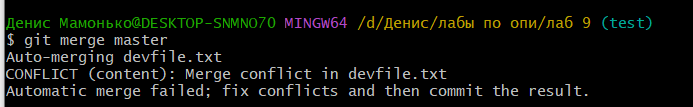 Денис Мамонько@DESKTOP-SNMNO7O MINGW64 /d/Денис/лабы по опи/лаб 9 (test)
$ git merge master
Auto-merging devfile.txt
CONFLICT (content): Merge conflict in devfile.txt
Automatic merge failed; fix conflicts and then commit the result.